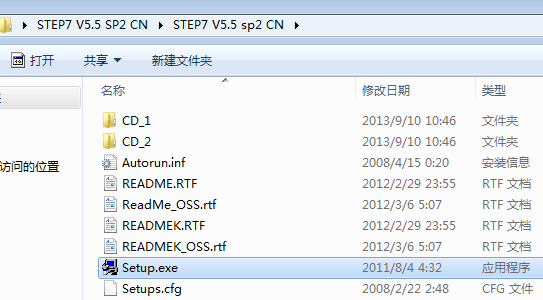 STEP7 V5.5 SP2 CN STEP7 V5.5 sp2 CN
打开 共享 新建文件夹
名称 修改日期 类型
CD_1 2013/9/10 10:46 文件夹
CD_2 2013/9/10 10:46 文件夹
Autorun.inf 2008/4/15 0:20 安装信息
访问的位置
README.RTF 2012/2/29 23:55 RTF 文档
ReadMe_OSS.rtf 2012/3/6 5:07 RTF 文档
READMEK.RTF 2012/2/29 23:55 RTF 文档
READMEK_OSS.rtf 2012/3/6 5:07 RTF 文档
Setup.exe 2011/8/4 4:32 应用程序
Setups.cfg 2008/2/22 2:48 CFG 文件